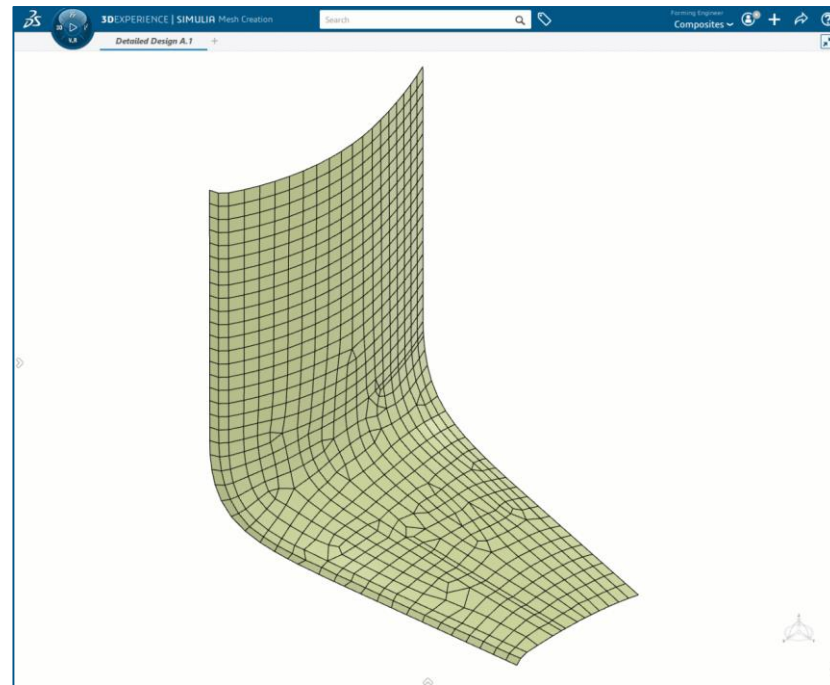 3DEXPERIENCE | SIMULIA Mesh Creation
Search
Forming Engineer
Composites
Detailed Design A.1